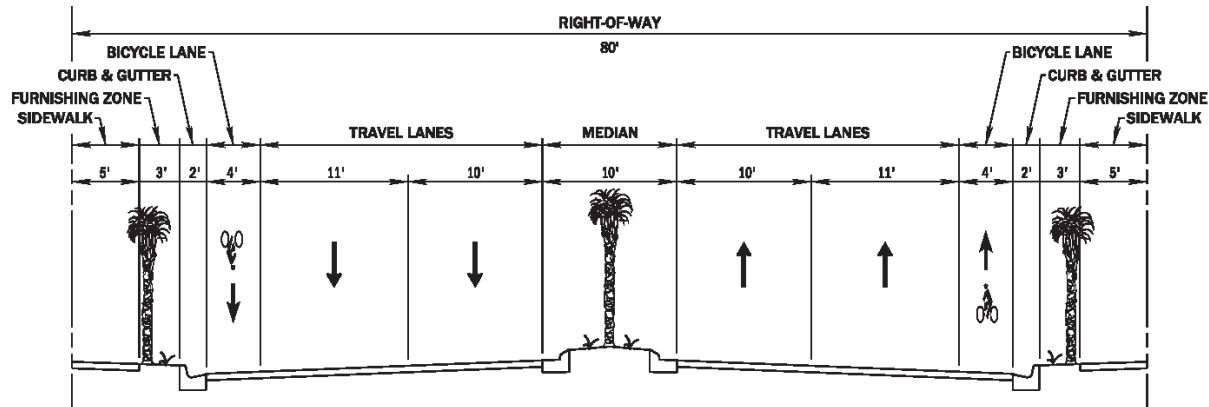 RIGHT-OF-WAY
80'
BICYCLE LANE
BICYCLE LANE
CURB & GUTTER
CURB & GUTTER
FURNISHING ZONE
FURNISHING ZONE
SIDEWALK
TRAVEL LANES
MEDIAN
TRAVEL LANES
SIDEWALK
5' 3' 2' 4' 11' 10' 10' 10' 11' 4' 2' 3' 5'